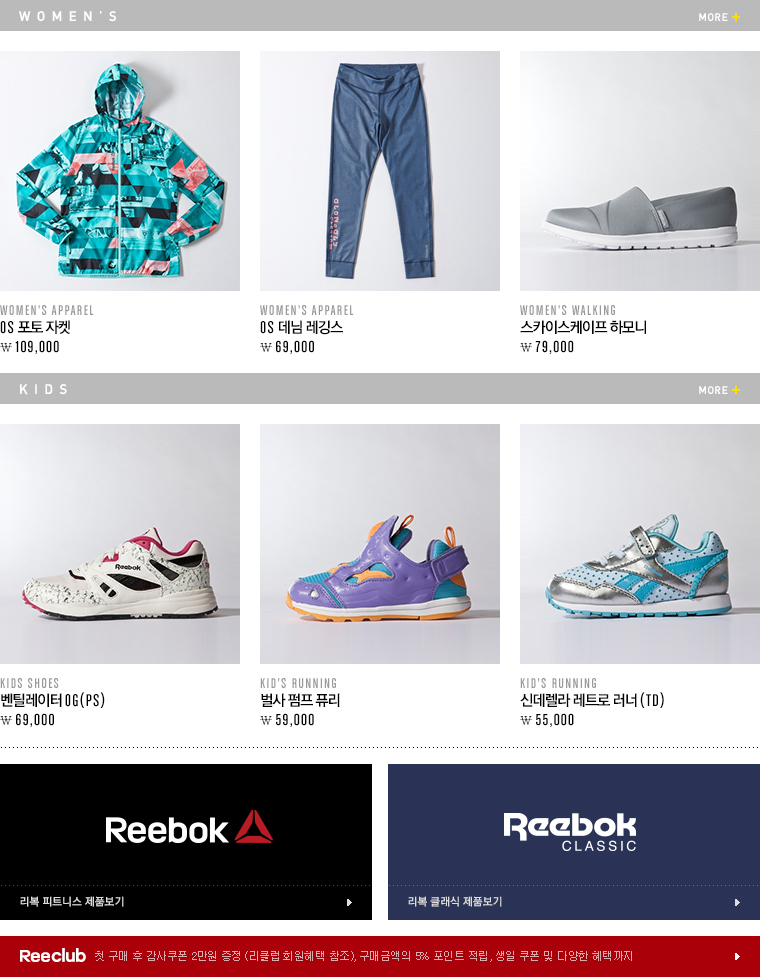 WOMEN'S
MORE +
WOMEN'S APPAREL
OS 포토 자켓
₩ 109,000
WOMEN'S APPAREL
OS 데님 레깅스
₩ 69,000
WOMEN'S WALKING
스카이스케이프 하모니
₩ 79,000
KIDS
MORE +
Reebok
KIDS SHOES
벤틸레이터 OG(PS)
₩ 69,000
KID'S RUNNING
벌사 펌프 퓨리
₩ 59,000
KID'S RUNNING
신데렐라 레트로 러너 (TD)
₩ 55,000
Reebok
리복 피트니스 제품보기
Reebok
CLASSIC
리복 클래식 제품보기
Reeclub 첫 구매 후 감사쿠폰 2만원 증정 (리클럽 회원혜택 참조), 구매금액의 5% 포인트 적립, 생일 쿠폰 및 다양한 혜택까지